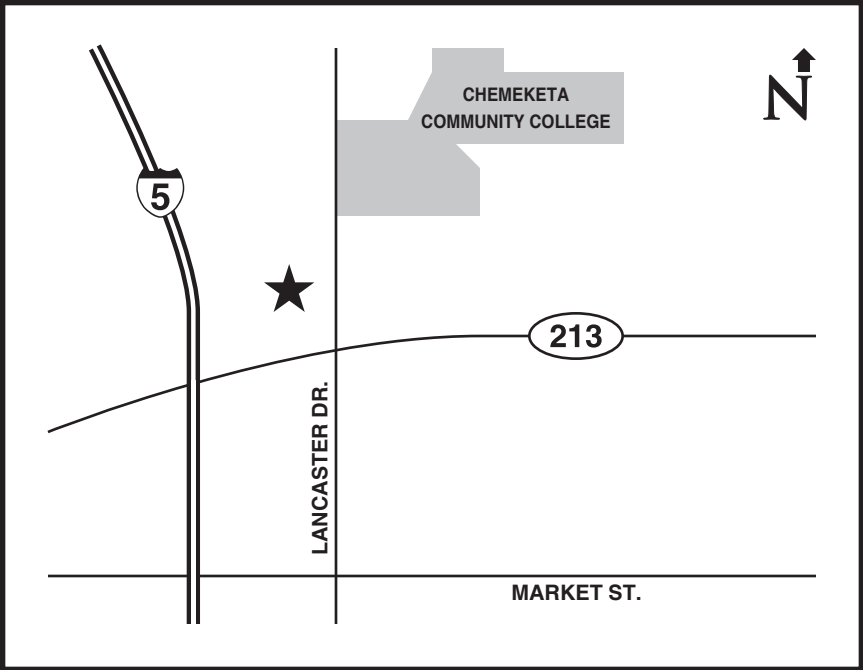 N
CHEMEKETA
COMMUNITY COLLEGE
5
213
LANCASTER DR.
MARKET ST.